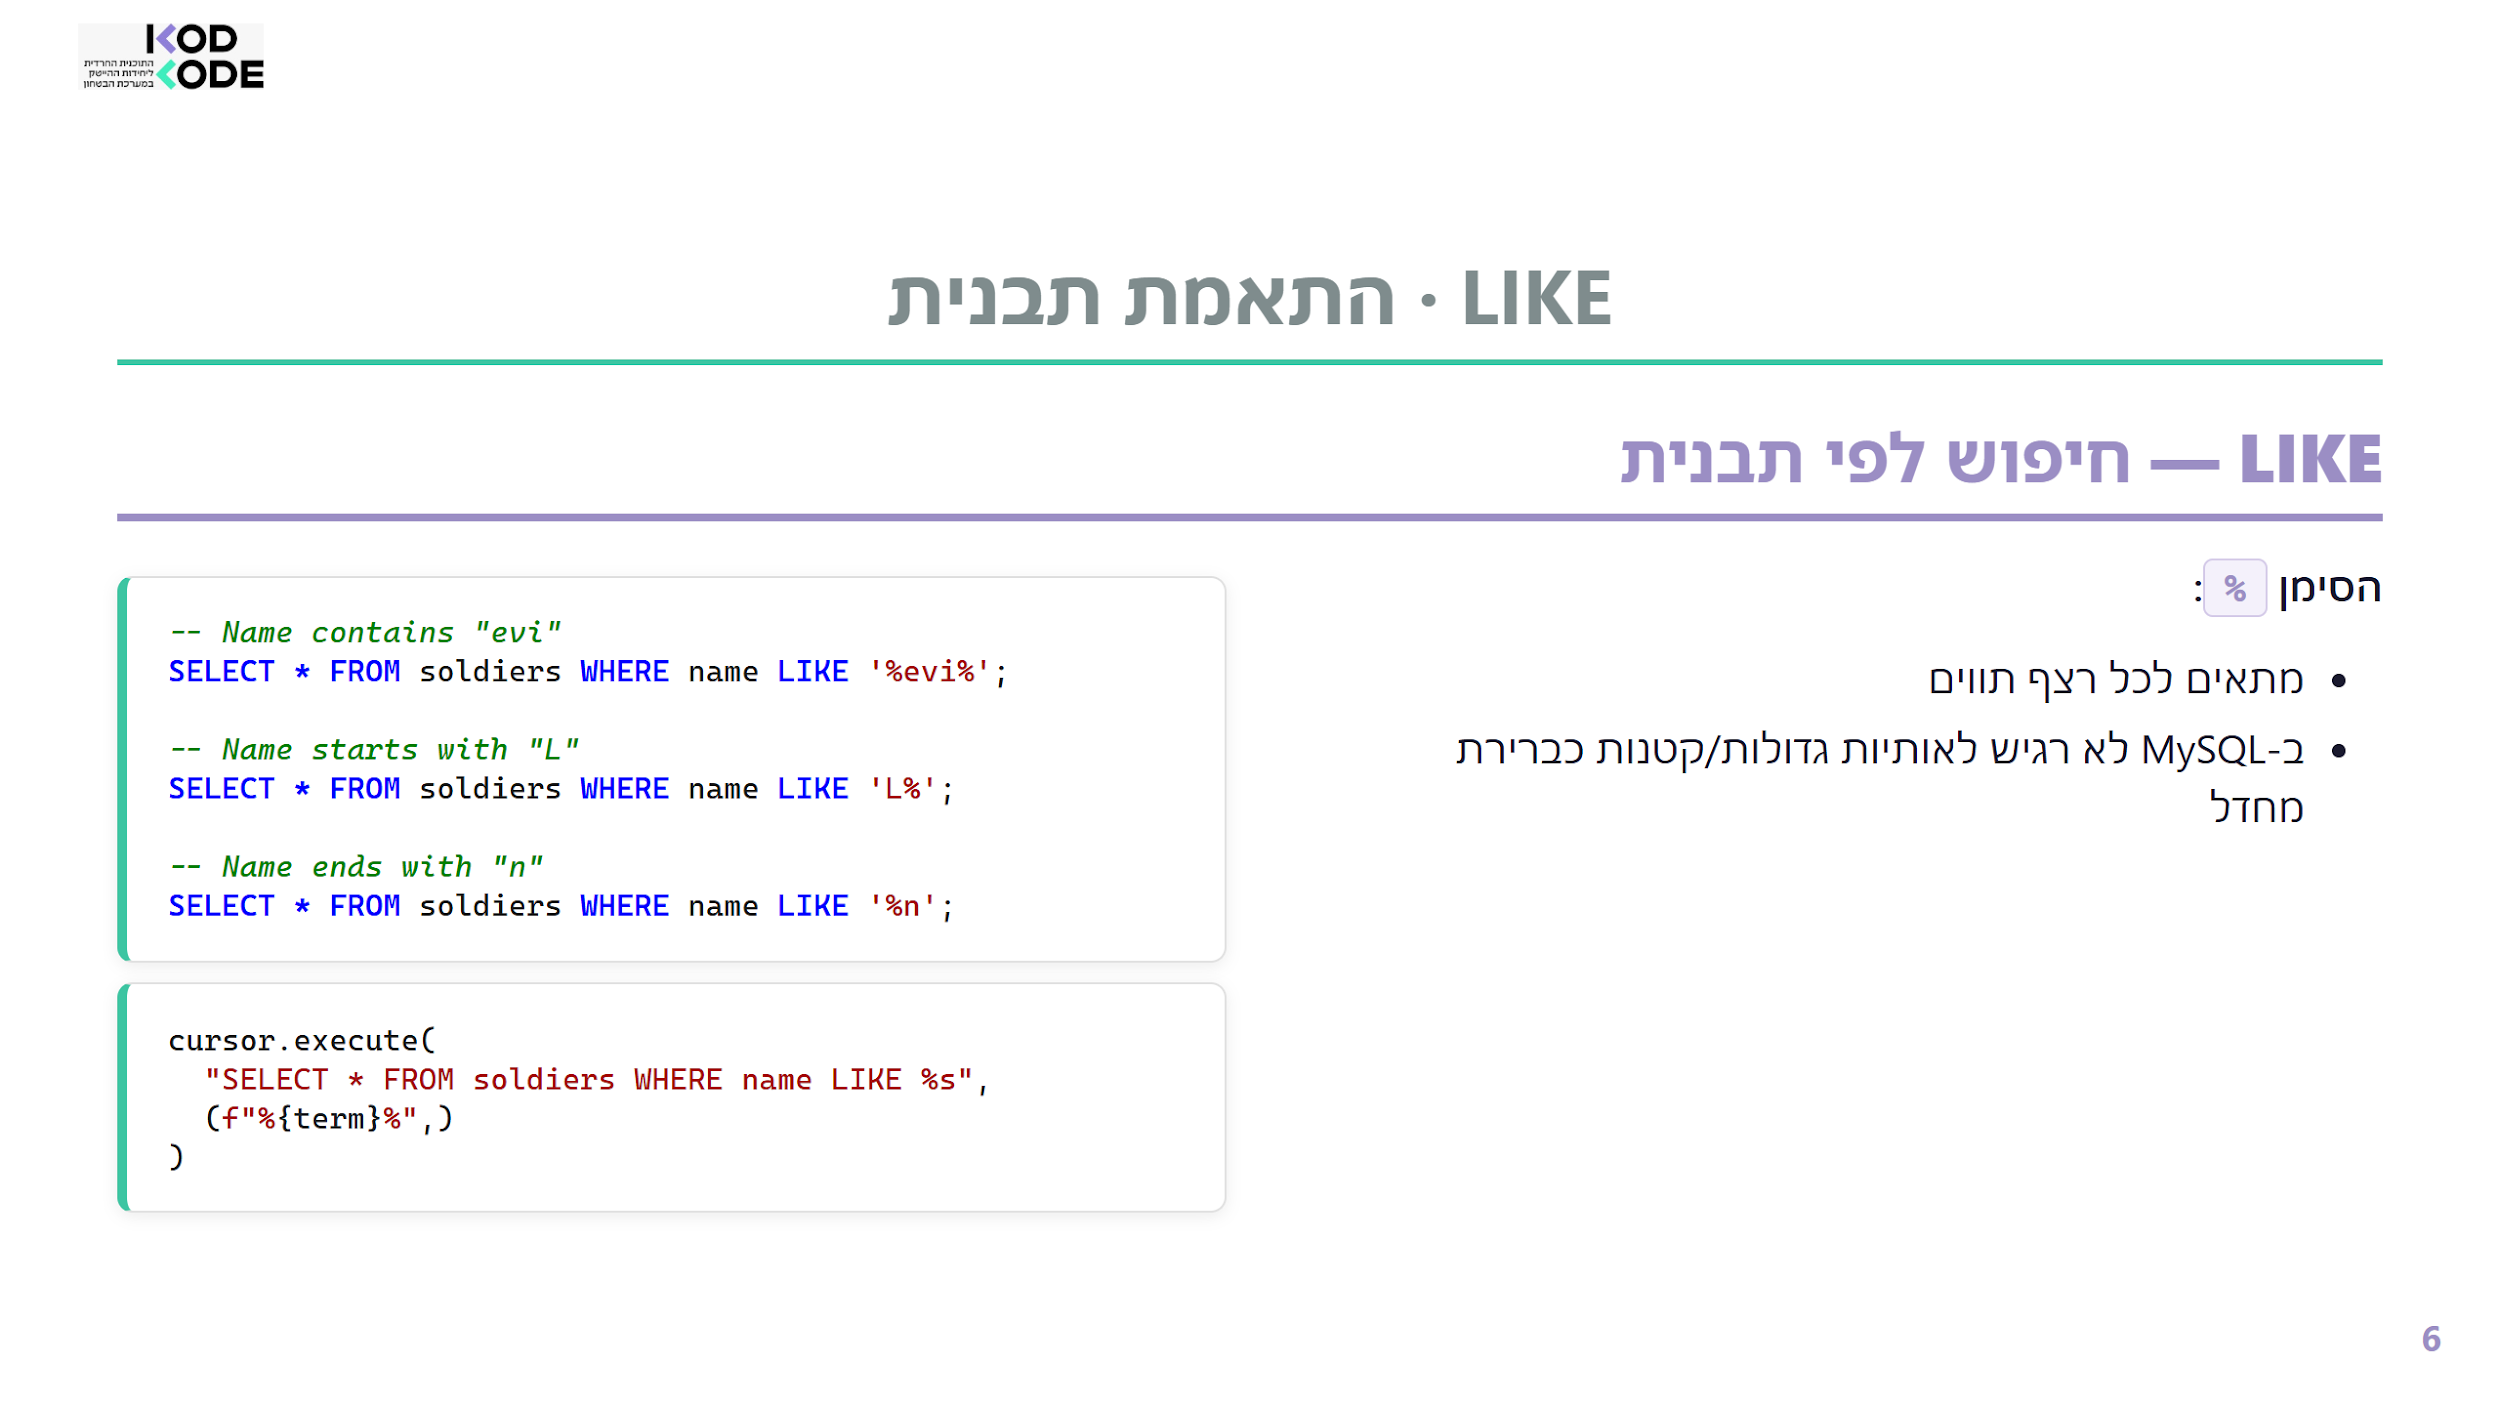 KOD
CODE
התוכנית החרדית
ליחידות ההייטק
במערכת הבטחון
LIKE · התאמת תבנית
LIKE — חיפוש לפי תבנית
הסימן %:
• מתאים לכל רצף תווים
• ב-MySQL לא רגיש לאותיות גדולות/קטנות כברירת
מחדל
-- Name contains "evi"
SELECT * FROM soldiers WHERE name LIKE '%evi%';
-- Name starts with "L"
SELECT * FROM soldiers WHERE name LIKE 'L%';
-- Name ends with "n"
SELECT * FROM soldiers WHERE name LIKE '%n';
cursor.execute(
  "SELECT * FROM soldiers WHERE name LIKE %s",
  (f"%{term}%",)
)
6